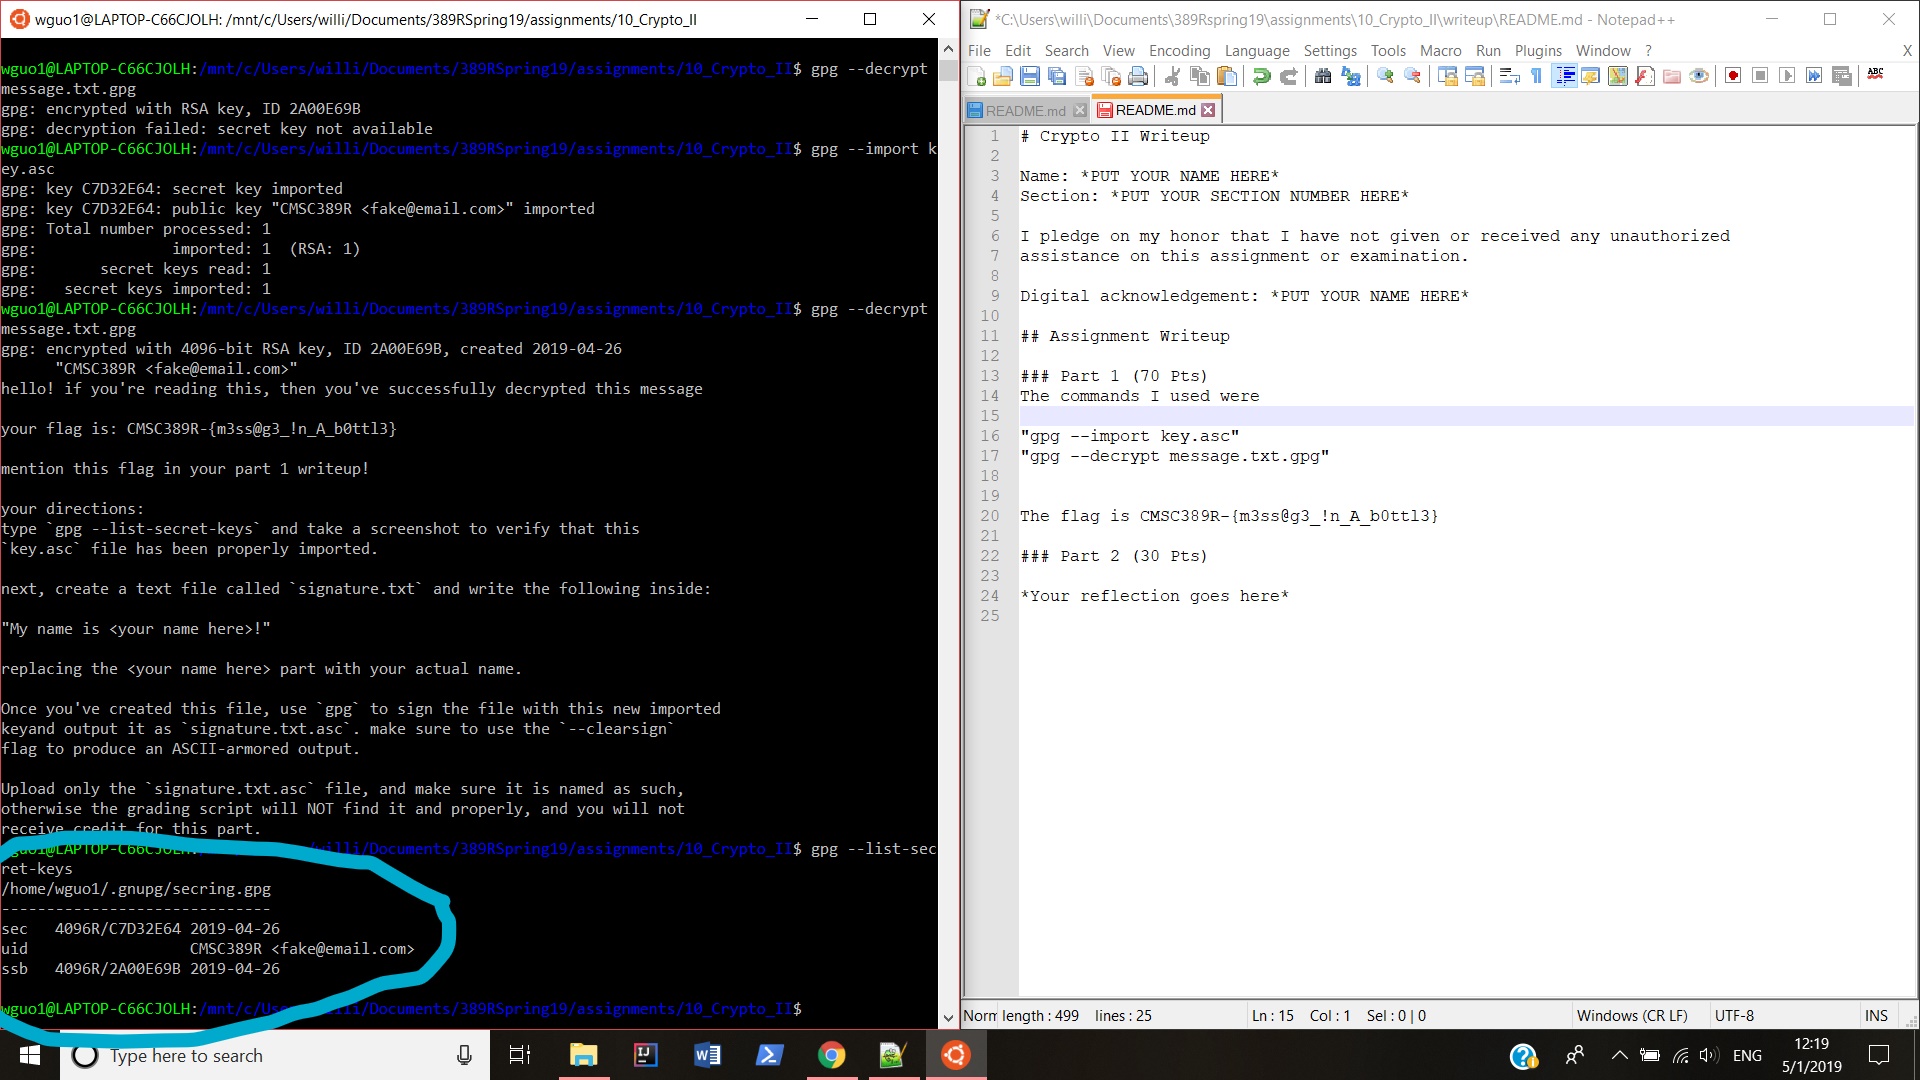 wguo1@LAPTOP-C66CJOLH: /mnt/c/Users/willi/Documents/389RSpring19/assignments/10_Crypto_II
wguo1@LAPTOP-C66CJOLH:/mnt/c/Users/willi/Documents/389RSpring19/assignments/10_Crypto_II$ gpg --decrypt
message.txt.gpg
gpg: encrypted with RSA key, ID 2A00E69B
gpg: decryption failed: secret key not available
wguo1@LAPTOP-C66CJOLH:/mnt/c/Users/willi/Documents/389RSpring19/assignments/10_Crypto_II$ gpg --import k
ey.asc
gpg: key C7D32E64: secret key imported
gpg: key C7D32E64: public key "CMSC389R <fake@email.com>" imported
gpg: Total number processed: 1
gpg:               imported: 1  (RSA: 1)
gpg:       secret keys read: 1
gpg:   secret keys imported: 1
wguo1@LAPTOP-C66CJOLH:/mnt/c/Users/willi/Documents/389RSpring19/assignments/10_Crypto_II$ gpg --decrypt
message.txt.gpg
gpg: encrypted with 4096-bit RSA key, ID 2A00E69B, created 2019-04-26
"CMSC389R <fake@email.com>"
hello! if you're reading this, then you've successfully decrypted this message
your flag is: CMSC389R-{m3ss@g3_!n_A_b0ttl3}
mention this flag in your part 1 writeup!
your directions:
type `gpg --list-secret-keys` and take a screenshot to verify that this
`key.asc` file has been properly imported.
next, create a text file called `signature.txt` and write the following inside:
"My name is <your name here>!"
replacing the <your name here> part with your actual name.
Once you've created this file, use `gpg` to sign the file with this new imported
keyand output it as `signature.txt.asc`. make sure to use the `--clearsign`
flag to produce an ASCII-armored output.
Upload only the `signature.txt.asc` file, and make sure it is named as such,
otherwise the grading script will NOT find it and properly, and you will not
receive credit for this part.
wguo1@LAPTOP-C66CJOLH:/mnt/c/Users/willi/Documents/389RSpring19/assignments/10_Crypto_II$ gpg --list-sec
ret-keys
/home/wguo1/.gnupg/secring.gpg
------------------------------
sec   4096R/C7D32E64 2019-04-26
uid                  CMSC389R <fake@email.com>
ssb   4096R/2A00E69B 2019-04-26
wguo1@LAPTOP-C66CJOLH:/mnt/c/Users/willi/Documents/389RSpring19/assignments/10_Crypto_II$
*C:\Users\willi\Documents\389Rspring19\assignments\10_Crypto_II\writeup\README.md - Notepad++
File Edit Search View Encoding Language Settings Tools Macro Run Plugins Window ? X
ABC
README.md README.md
1 # Crypto II Writeup
2
3 Name: *PUT YOUR NAME HERE*
4 Section: *PUT YOUR SECTION NUMBER HERE*
5
6 I pledge on my honor that I have not given or received any unauthorized
7 assistance on this assignment or examination.
8
9 Digital acknowledgement: *PUT YOUR NAME HERE*
10
11 ## Assignment Writeup
12
13 ### Part 1 (70 Pts)
14 The commands I used were
15
16 "gpg --import key.asc"
17 "gpg --decrypt message.txt.gpg"
18
19
20 The flag is CMSC389R-{m3ss@g3_!n_A_b0ttl3}
21
22 ### Part 2 (30 Pts)
23
24 *Your reflection goes here*
25
Norm length : 499 lines : 25 Ln : 15 Col : 1 Sel : 0 | 0 Windows (CR LF) UTF-8 INS
Type here to search
ENG
12:19
5/1/2019